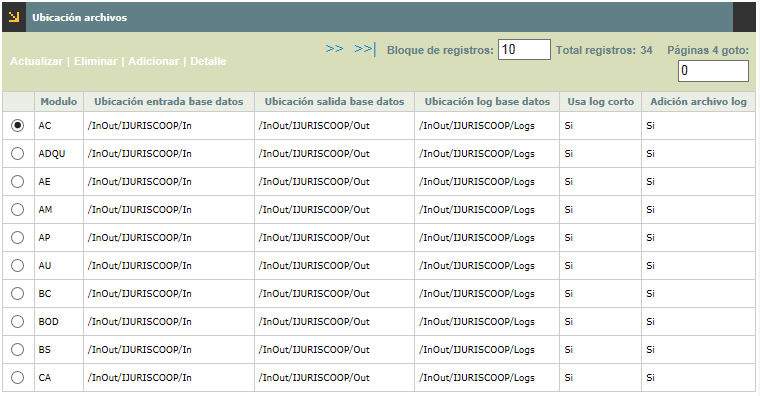 Ubicación archivos
>> >>| Bloque de registros: 10 Total registros: 34 Páginas 4 goto:
Actualizar | Eliminar | Adicionar | Detalle
0
Modulo Ubicación entrada base datos Ubicación salida base datos Ubicación log base datos Usa log corto Adición archivo log
AC /InOut/IJURISCOOP/In /InOut/IJURISCOOP/Out /InOut/IJURISCOOP/Logs Si Si
ADQU /InOut/IJURISCOOP/In /InOut/IJURISCOOP/Out /InOut/IJURISCOOP/Logs Si Si
AE /InOut/IJURISCOOP/In /InOut/IJURISCOOP/Out /InOut/IJURISCOOP/Logs Si Si
AM /InOut/IJURISCOOP/In /InOut/IJURISCOOP/Out /InOut/IJURISCOOP/Logs Si Si
AP /InOut/IJURISCOOP/In /InOut/IJURISCOOP/Out /InOut/IJURISCOOP/Logs Si Si
AU /InOut/IJURISCOOP/In /InOut/IJURISCOOP/Out /InOut/IJURISCOOP/Logs Si Si
BC /InOut/IJURISCOOP/In /InOut/IJURISCOOP/Out /InOut/IJURISCOOP/Logs Si Si
BOD /InOut/IJURISCOOP/In /InOut/IJURISCOOP/Out /InOut/IJURISCOOP/Logs Si Si
BS /InOut/IJURISCOOP/In /InOut/IJURISCOOP/Out /InOut/IJURISCOOP/Logs Si Si
CA /InOut/IJURISCOOP/In /InOut/IJURISCOOP/Out /InOut/IJURISCOOP/Logs Si Si